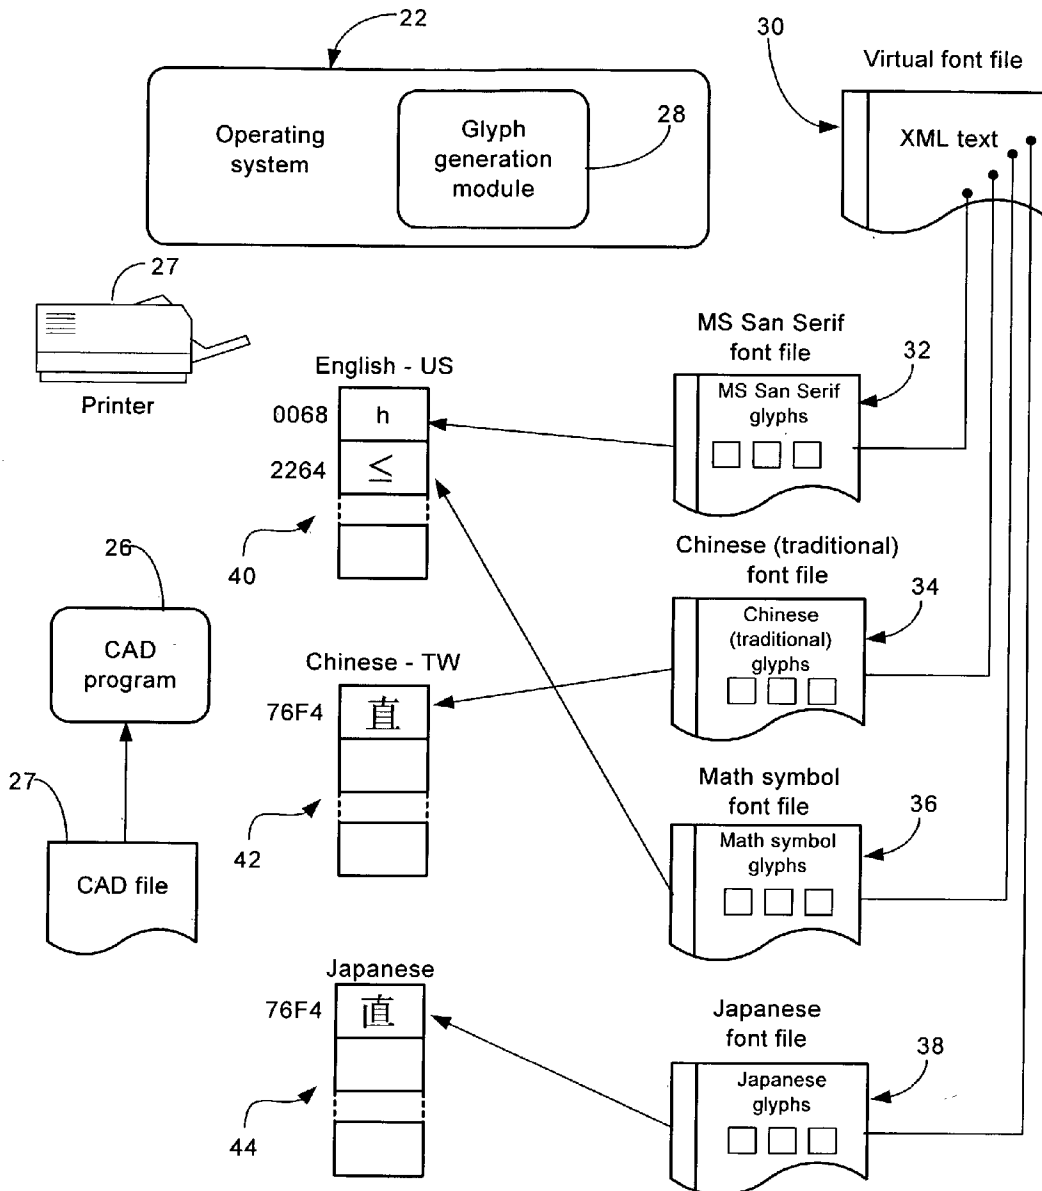 22
30
Virtual font file
Operating
system
Glyph
generation
module
28
XML text
27
Printer
MS San Serif
font file
32
MS San Serif
glyphs
English - US
0068
h
2264
≤
40
Chinese (traditional)
font file
34
Chinese
(traditional)
glyphs
26
CAD
program
Chinese - TW
76F4
直
42
27
CAD file
Math symbol
font file
36
Math symbol
glyphs
Japanese
76F4
直
44
Japanese
font file
38
Japanese
glyphs